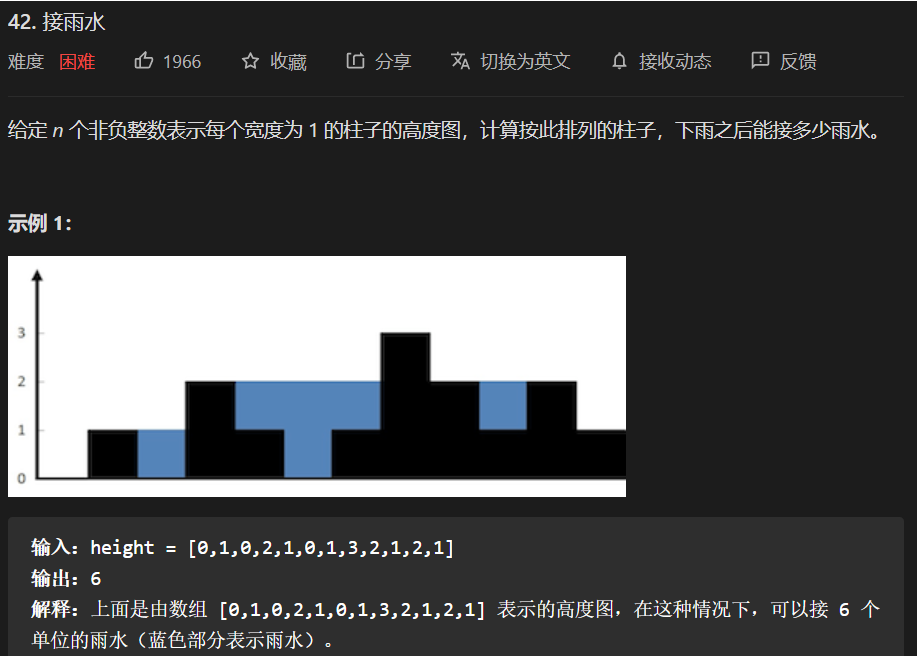 42. 接雨水
难度 困难 1966 收藏 分享 切换为英文 接收动态 反馈
给定 n 个非负整数表示每个宽度为 1 的柱子的高度图，计算按此排列的柱子，下雨之后能接多少雨水。
示例 1：
3
2
1
0
输入：height = [0,1,0,2,1,0,1,3,2,1,2,1]
输出：6
解释：上面是由数组 [0,1,0,2,1,0,1,3,2,1,2,1] 表示的高度图，在这种情况下，可以接 6 个
单位的雨水（蓝色部分表示雨水）。